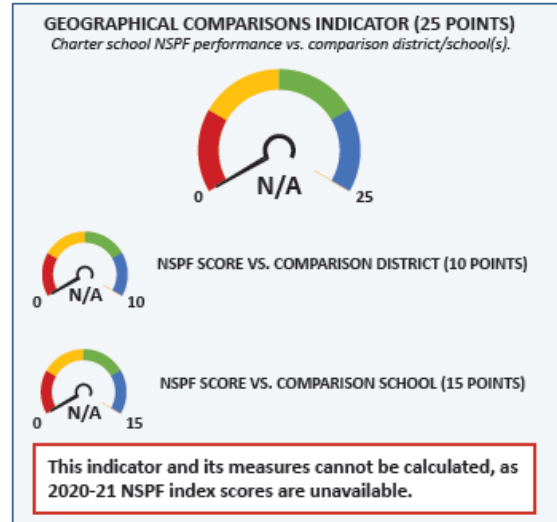 GEOGRAPHICAL COMPARISONS INDICATOR (25 POINTS)
Charter school NSPF performance vs. comparison district/school(s).
N/A
0
25
NSPF SCORE VS. COMPARISON DISTRICT (10 POINTS)
N/A
0
10
NSPF SCORE VS. COMPARISON SCHOOL (15 POINTS)
N/A
0
15
This indicator and its measures cannot be calculated, as
2020-21 NSPF index scores are unavailable.